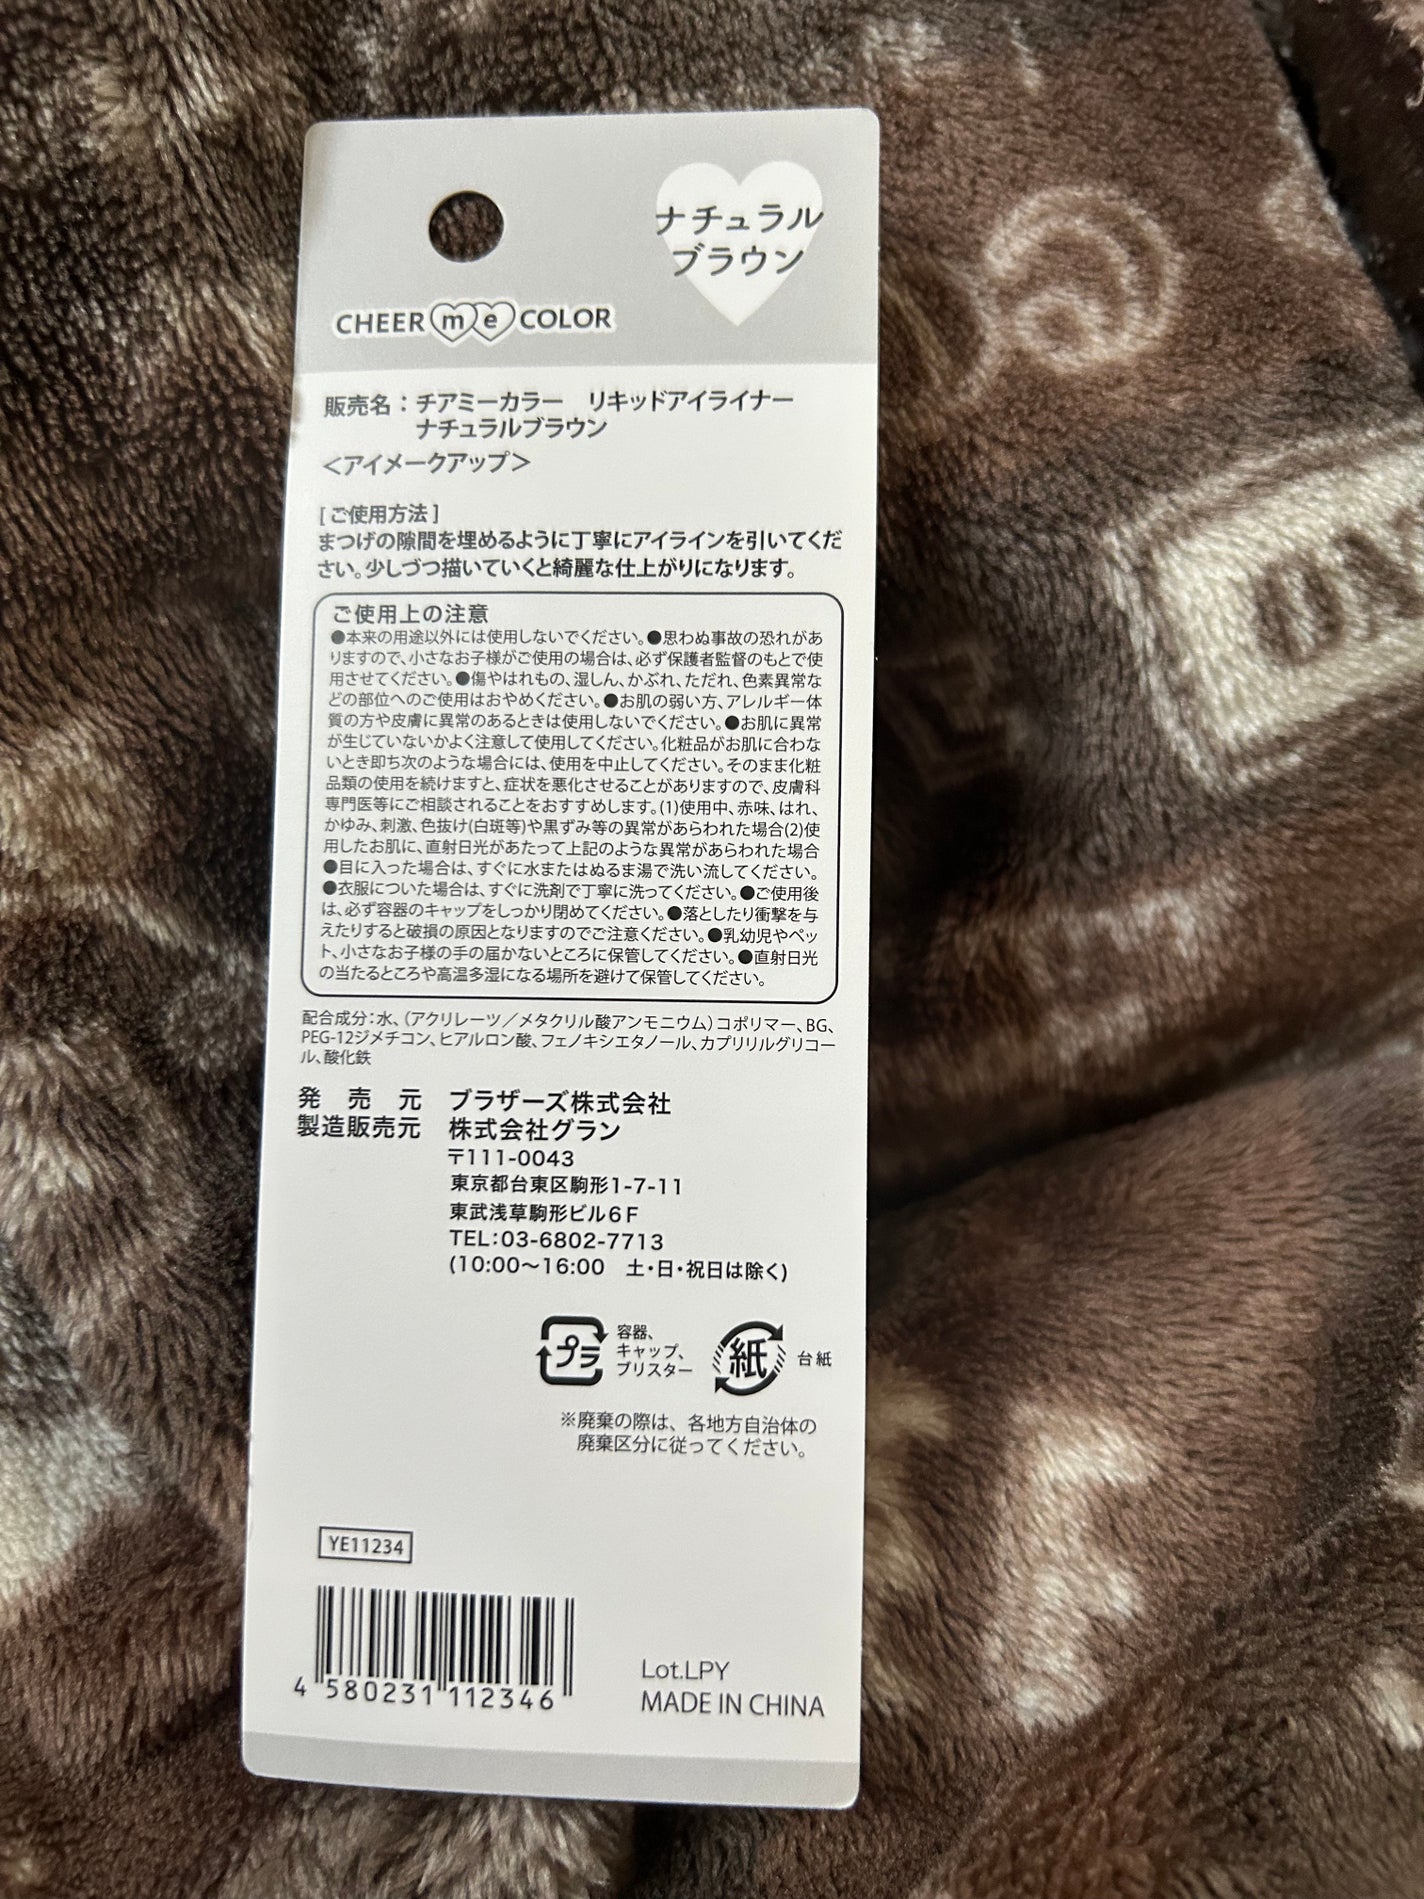 ナチュラル
ブラウン
CHEER me COLOR
販売名：チアミーカラー　リキッドアイライナー
ナチュラルブラウン
＜アイメークアップ＞
[ご使用方法]
まつげの隙間を埋めるように丁寧にアイラインを引いてくだ
さい。少しづつ描いていくと綺麗な仕上がりになります。
ご使用上の注意
●本来の用途以外には使用しないでください。●思わぬ事故の恐れがあ
りますので、小さなお子様がご使用の場合は、必ず保護者監督のもとで使
用させてください。●傷やはれもの、湿しん、かぶれ、ただれ、色素異常な
どの部位へのご使用はおやめください。●お肌の弱い方、アレルギー体
質の方や皮膚に異常のあるときは使用しないでください。●お肌に異常
が生じていないかよく注意して使用してください。化粧品がお肌に合わな
いとき即ち次のような場合には、使用を中止してください。そのまま化粧
品類の使用を続けますと、症状を悪化させることがありますので、皮膚科
専門医等にご相談されることをおすすめします。(1)使用中、赤味、はれ、
かゆみ、刺激、色抜け(白斑等)や黒ずみ等の異常があらわれた場合(2)使
用したお肌に、直射日光があたって上記のような異常があらわれた場合
●目に入った場合は、すぐに水またはぬるま湯で洗い流してください。
●衣服についた場合は、すぐに洗剤で丁寧に洗ってください。●ご使用後
は、必ず容器のキャップをしっかり閉めてください。●落としたり衝撃を与
えたりすると破損の原因となりますのでご注意ください。●乳幼児やペッ
ト、小さなお子様の手の届かないところに保管してください。●直射日光
の当たるところや高温多湿になる場所を避けて保管してください。
配合成分：水、（アクリレーツ／メタクリル酸アンモニウム）コポリマー、BG、
PEG-12ジメチコン、ヒアルロン酸、フェノキシエタノール、カプリリルグリコー
ル、酸化鉄
発　売　元　ブラザーズ株式会社
製造販売元　株式会社グラン
〒111-0043
東京都台東区駒形1-7-11
東武浅草駒形ビル6F
TEL：03-6802-7713
(10:00～16:00　土・日・祝日は除く)
プラ 容器、
キャップ、
ブリスター
紙 台紙
※廃棄の際は、各地方自治体の
廃棄区分に従ってください。
YE11234
4 580231 112346
Lot.LPY
MADE IN CHINA